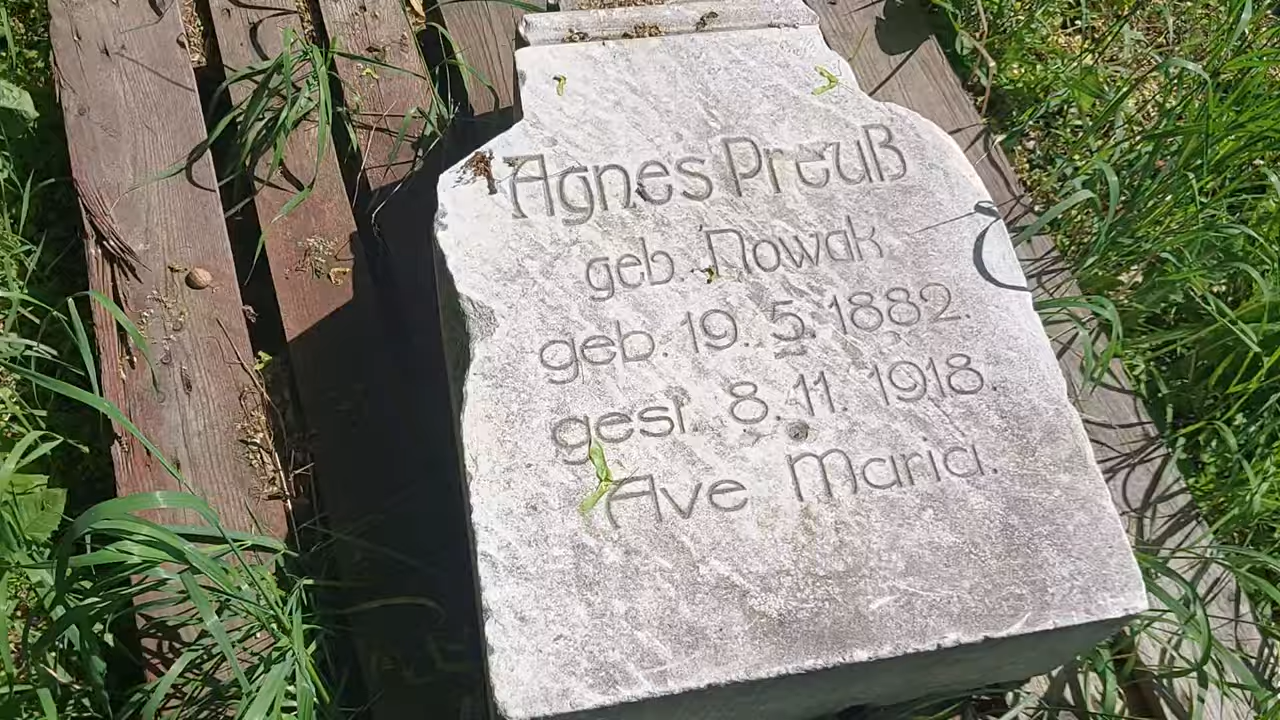 Agnes Preuß
geb. Nowak
geb. 19. 5. 1882.
gest. 8. 11. 1918.
Ave Maria.